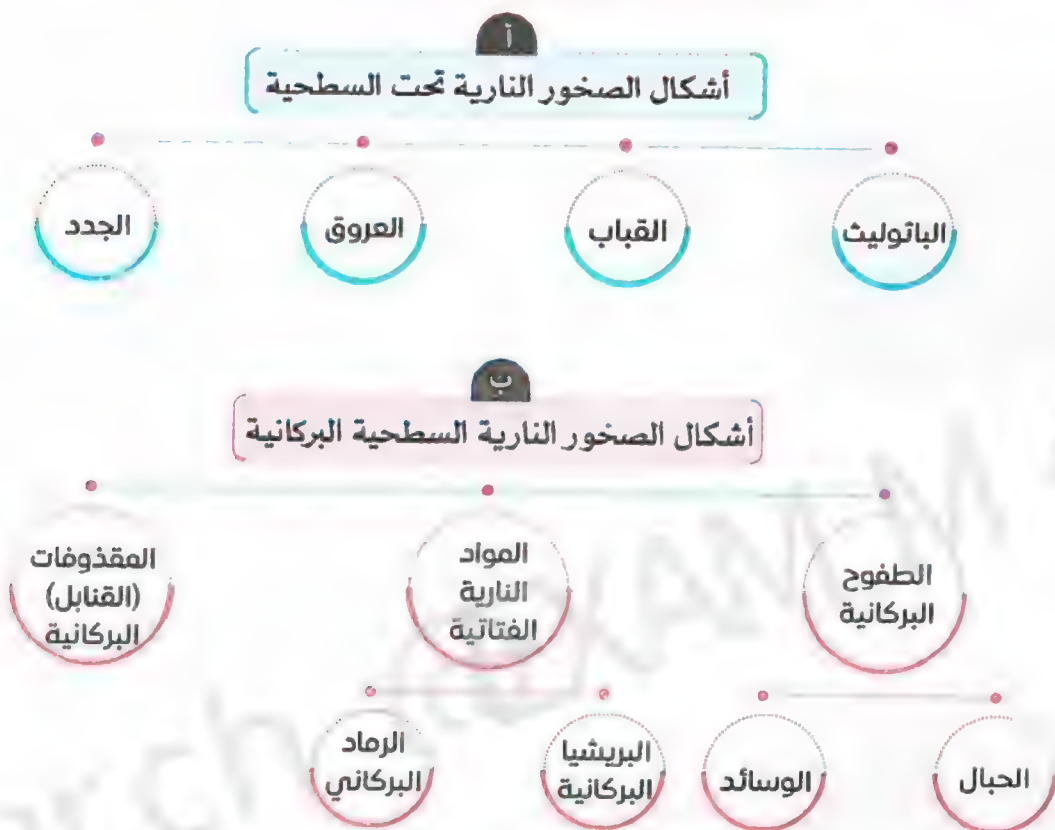 أ
أشكال الصخور النارية تحت السطحية
الباثوليث
القباب
العروق
الجدد
ب
أشكال الصخور النارية السطحية البركانية
الطفوح
البركانية
المواد
النارية
الفتاتية
المقذوفات
(القنابل)
البركانية
الحبال
الوسائد
البريشيا
البركانية
الرماد
البركاني